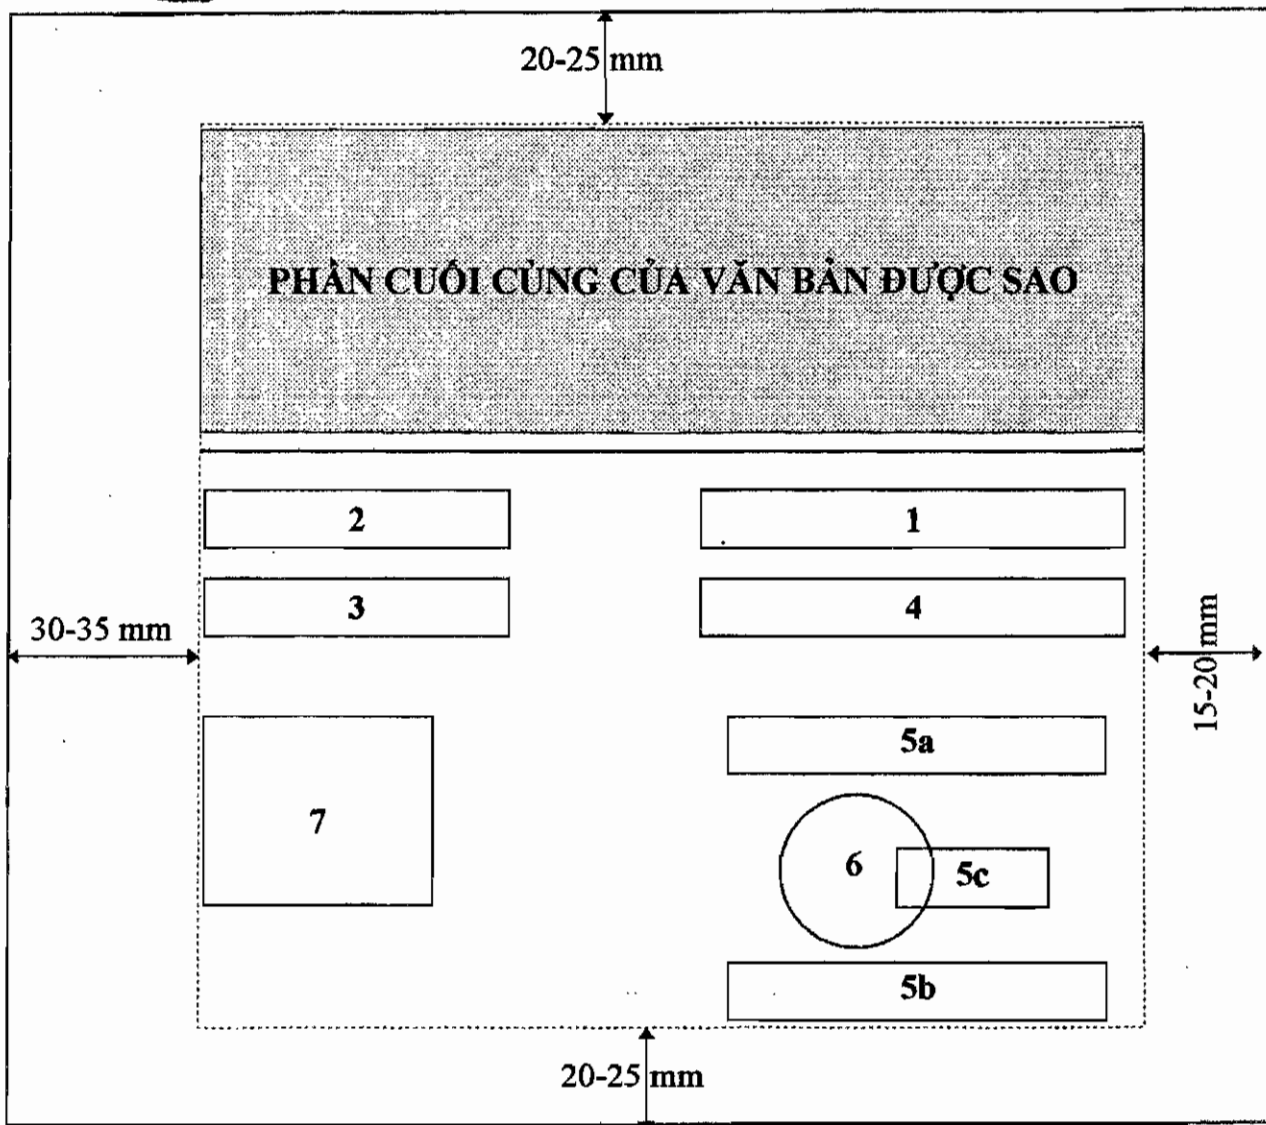 20-25 mm
PHẦN CUỐI CÙNG CỦA VĂN BẢN ĐƯỢC SAO
2
1
3
4
30-35 mm
15-20 mm
5a
7
6
5c
5b
20-25 mm